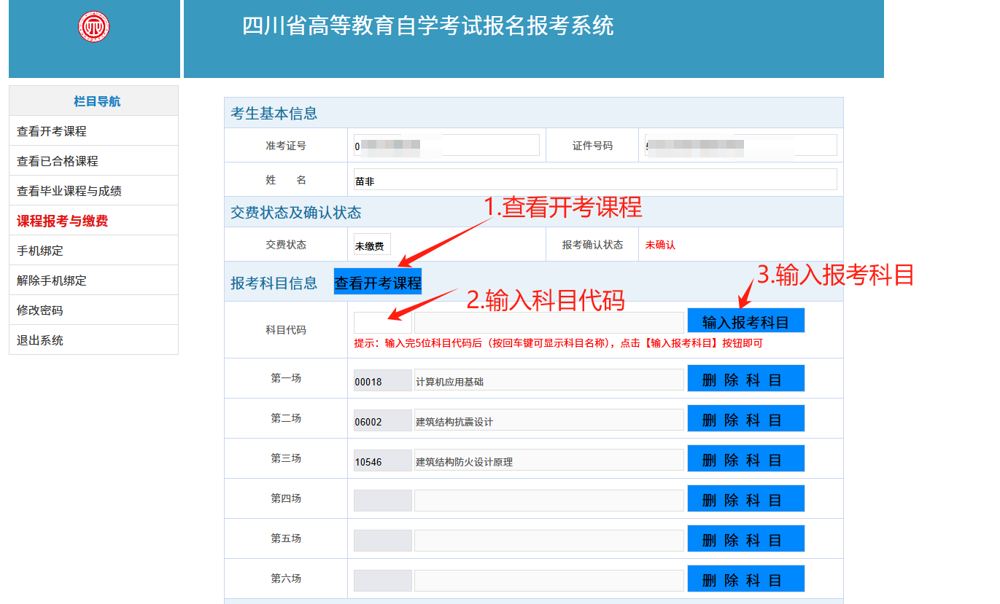 四川省高等教育自学考试报名报考系统
栏目导航
查看开考课程
查看已合格课程
查看毕业课程与成绩
课程报考与缴费
手机绑定
解除手机绑定
修改密码
退出系统
考生基本信息
准考证号 0 证件号码
姓 名 苗非
交费状态及确认状态
1.查看开考课程
交费状态 未缴费 报考确认状态 未确认
报考科目信息 查看开考课程
3.输入报考科目
2.输入科目代码
科目代码 输入报考科目
提示：输入完5位科目代码后（按回车键可显示科目名称），点击【输入报考科目】按钮即可
第一场 00018 计算机应用基础 删 除 科 目
第二场 06002 建筑结构抗震设计 删 除 科 目
第三场 10546 建筑结构防火设计原理 删 除 科 目
第四场 删 除 科 目
第五场 删 除 科 目
第六场 删 除 科 目